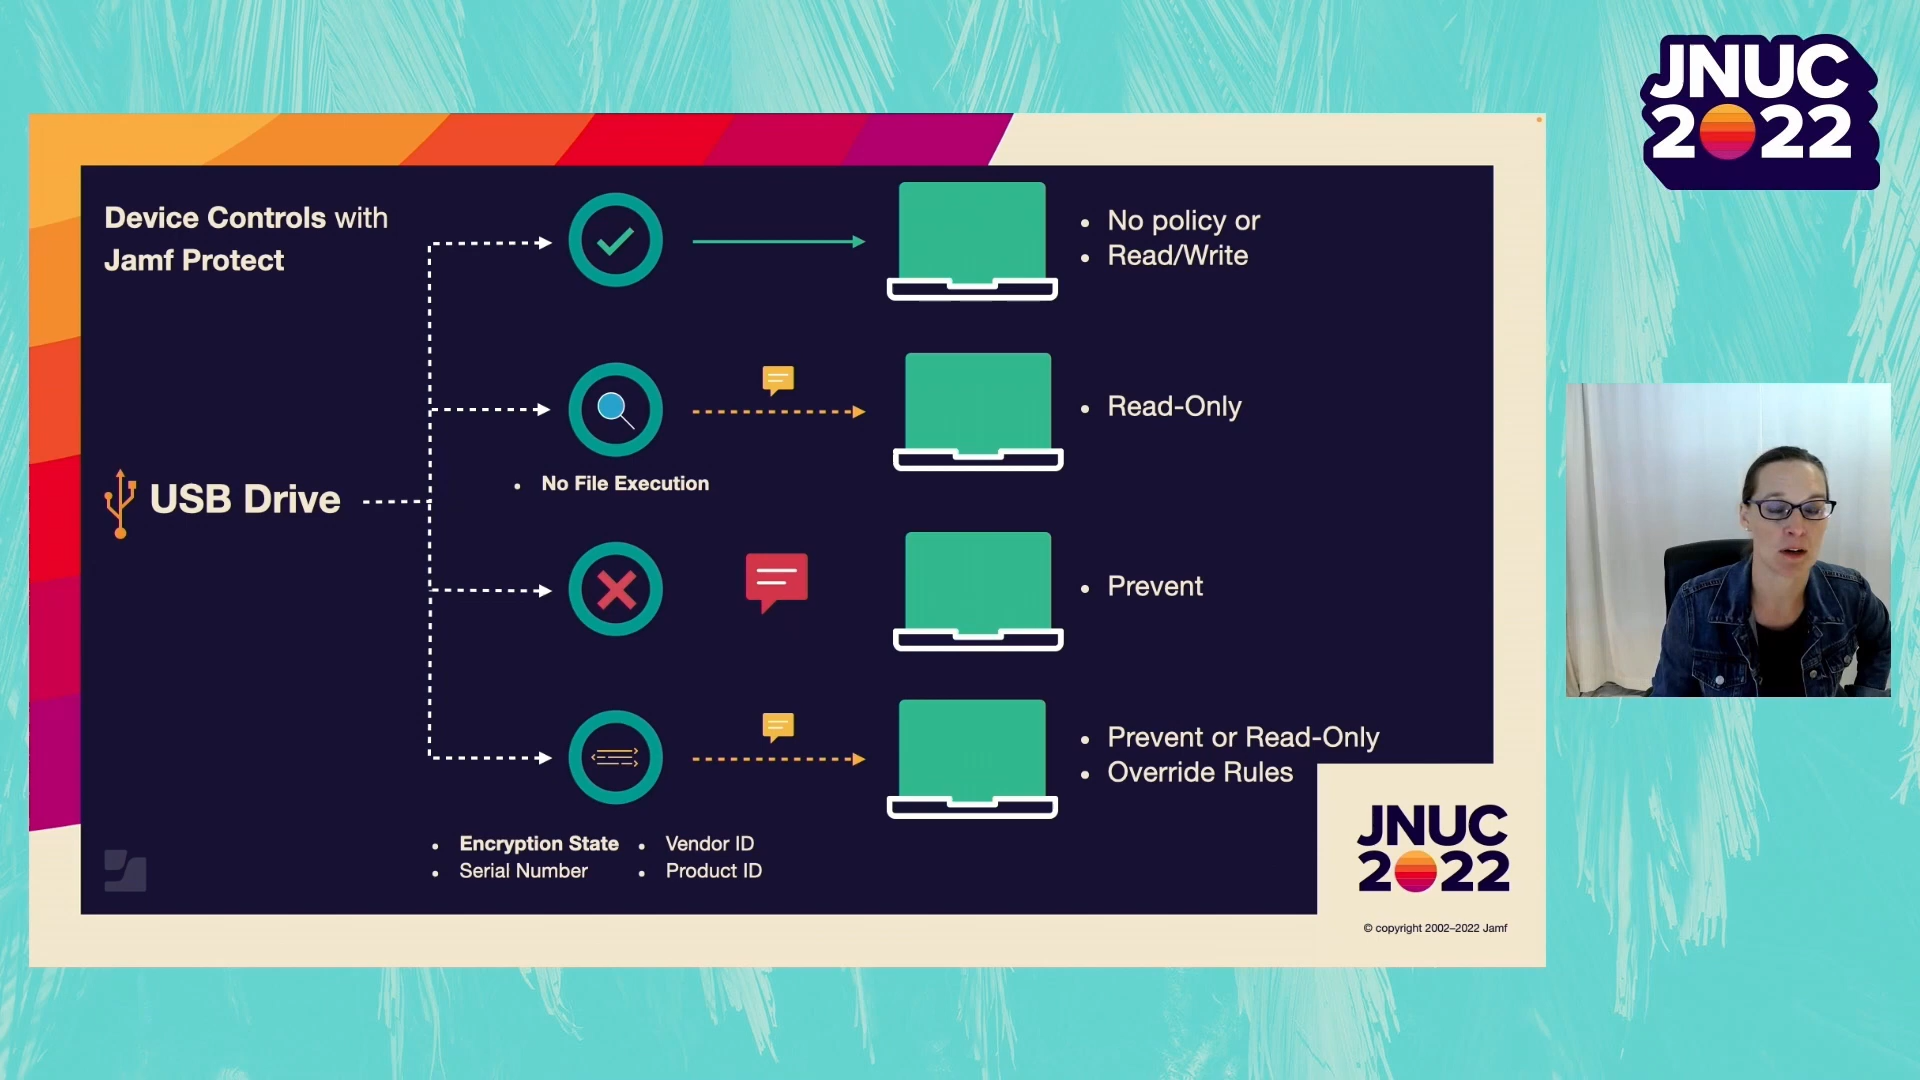 JNUC
2022
Device Controls with
Jamf Protect
No policy or
Read/Write
Read-Only
No File Execution
USB Drive
Prevent
Prevent or Read-Only
Override Rules
Encryption State
Vendor ID
Serial Number
Product ID
JNUC
2022
© copyright 2002–2022 Jamf